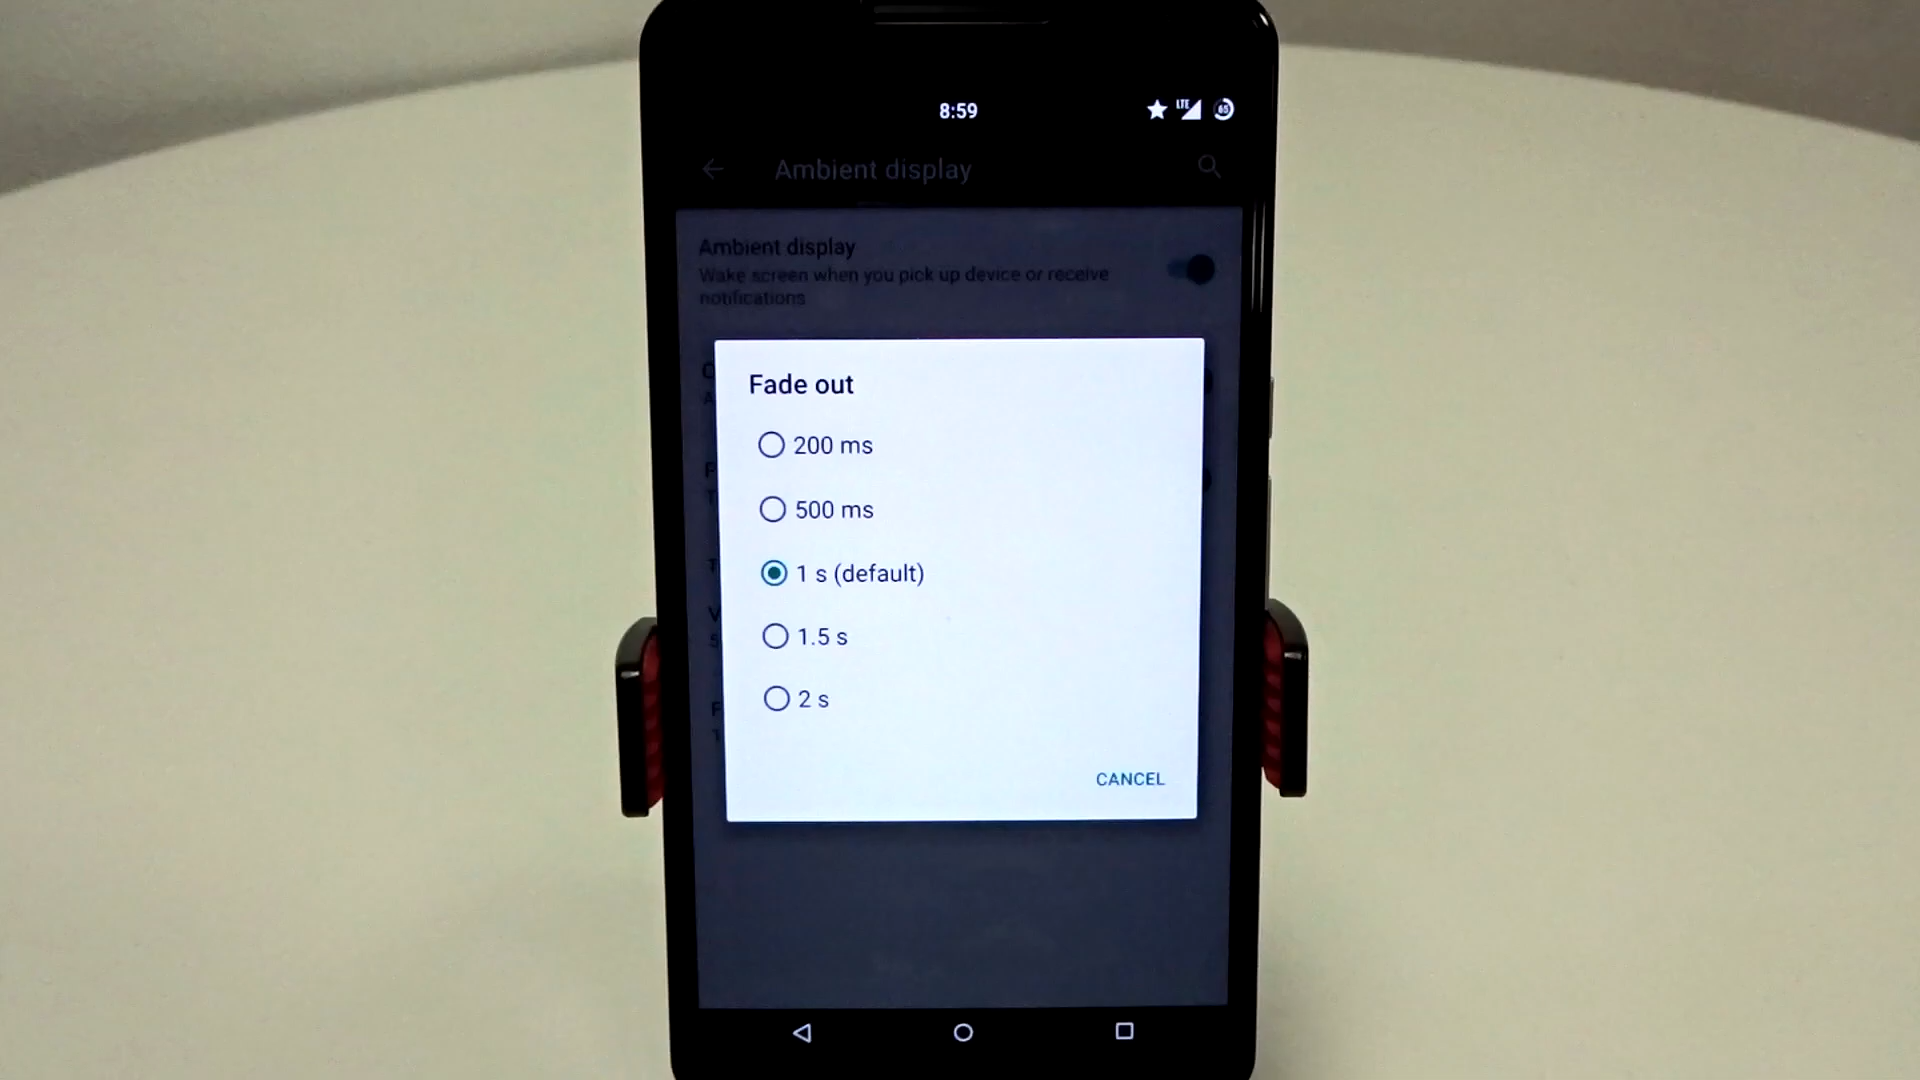 8:59
LTE
65
Ambient display
Ambient display
Wake screen when you pick up device or receive
notifications
Fade out
200 ms
500 ms
1 s (default)
1.5 s
2 s
CANCEL